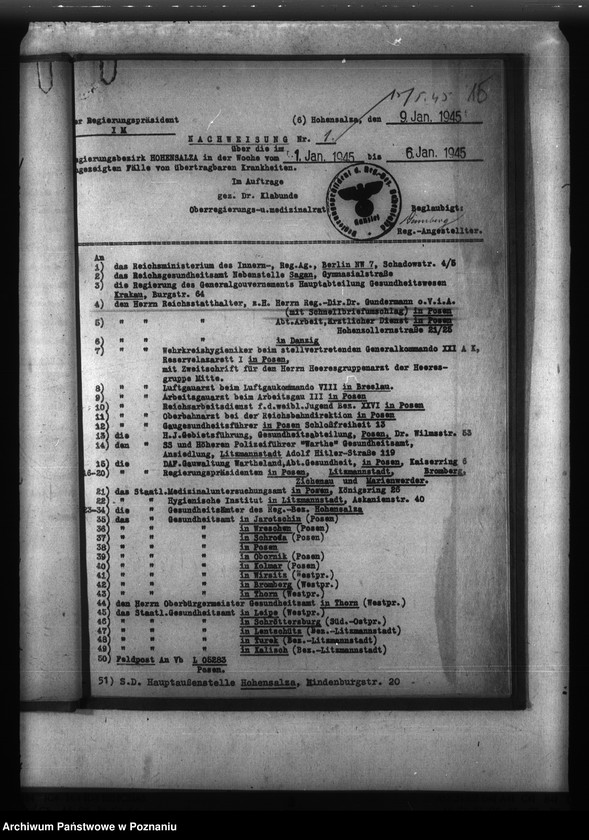 17/5.45 15
er Regierungspräsident
I M
(6) Hohensalza, den 9. Jan. 1945
NACHWEISUNG Nr. 1.
über die im
egierungsbezirk HOHENSALZA in der Woche vom 1. Jan. 1945 bis 6. Jan. 1945
ngezeigten Fälle von übertragbaren Krankheiten.
Im Auftrage
gez. Dr. Klabunde
Oberregierungs-u.medizinalrat
Beglaubigt:
Reg.-Angestellter.
An
1) das Reichsministerium des Innern-, Reg.Ag., Berlin NW 7, Schadowstr. 4/5
2) das Reichsgesundheitsamt Nebenstelle Sagan, Gymnasialstraße
3) die Regierung des Generalgouvernements Hauptabteilung Gesundheitswesen
Krakau, Burgstr. 64
4) den Herrn Reichsstatthalter, z.H. Herrn Reg.-Dir.Dr. Gundermann o.V.i.A.
(mit Schnellbriefumschlag) in Posen
5) " " " Abt.Arbeit,Ärztlicher Dienst in Posen
Hohenzollernstraße 21/25
6) " " " in Danzig
7) " " Wehrkreishygieniker beim stellvertretenden Generalkommando XXI A K,
Reservelazarett I in Posen,
mit Zweitschrift für den Herrn Heeresgruppenarzt der Heeres-
gruppe Mitte.
8) " " Luftgauarzt beim Luftgaukommando VIII in Breslau.
9) " " Arbeitsgauarzt beim Arbeitsgau III in Posen
10) " " Reichsarbeitsdienst f.d.weibl.Jugend Bez. XXVI in Posen
11) " " Oberbahnarzt bei der Reichsbahndirektion in Posen
12) " " Gaugesundheitsführer in Posen Schloßfreiheit 13
13) die " H.J.Gebietsführung, Gesundheitsabteilung, Posen, Dr. Wilmsstr. 53
14) den " SS und Höheren Polizeiführer "Warthe" Gesundheitsamt,
Ansiedlung, Litzmannstadt Adolf Hitler-Straße 119
15) die DAF.Gauwaltung Wartheland,Abt.Gesundheit, in Posen, Kaiserring 6
16-20) " " Regierungspräsidenten in Posen, Litzmannstadt, Bromberg,
Zichenau und Marienwerder.
21) das Staatl.Medizinaluntersuchungsamt in Posen, Königsring 26
22) " " Hygienische Institut in Litzmannstadt, Askanienstr. 40
23-34) die " Gesundheitsämter des Reg.-Bez. Hohensalza
35) das " Gesundheitsamt in Jarotschin (Posen)
36) " " " in Wreschen (Posen)
37) " " " in Schroda (Posen)
38) " " " in Posen
39) " " " in Obornik (Posen)
40) " " " in Kolmar (Posen)
41) " " " in Wirsitz (Westpr.)
42) " " " in Bromberg (Westpr.)
43) " " " in Thorn (Westpr.)
44) den Herrn Oberbürgermeister Gesundheitsamt in Thorn (Westpr.)
45) das Staatl.Gesundheitsamt in Leipe (Westpr.)
46) " " " in Schröttersburg (Süd.-Ostpr.)
47) " " " in Lentschütz (Bez.-Litzmannstadt)
48) " " " in Turek (Bez.-Litzmannstadt)
49) " " " in Kalisch (Bez.-Litzmannstadt)
50) Feldpost An Vb L 05283
Posen.
51) S.D. Hauptaußenstelle Hohensalza, Hindenburgstr. 20
Archiwum Państwowe w Poznaniu